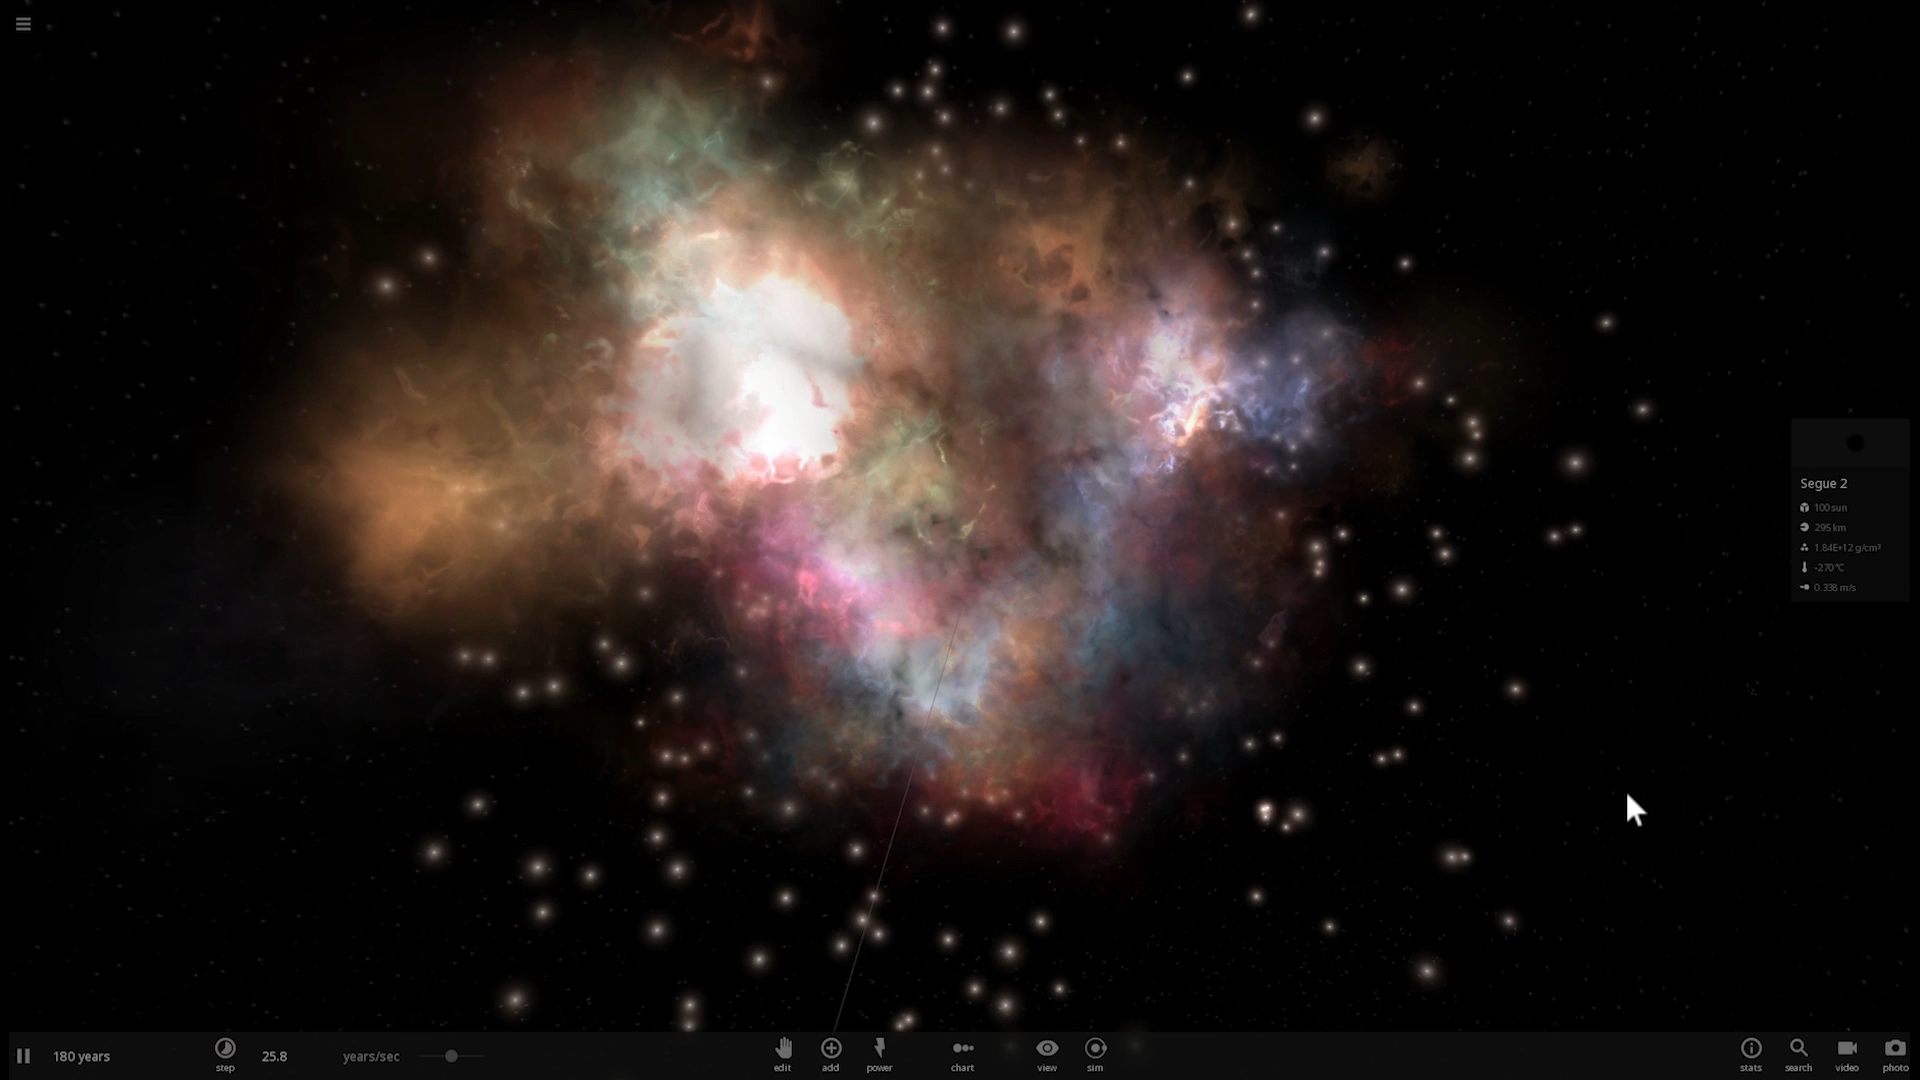 Segue 2
100 sun
295 km
1.84E+12 g/cm³
-270 °C
0.338 m/s
180 years
25.8
years/sec
step
edit
add
power
chart
view
sim
stats
search
video
photo